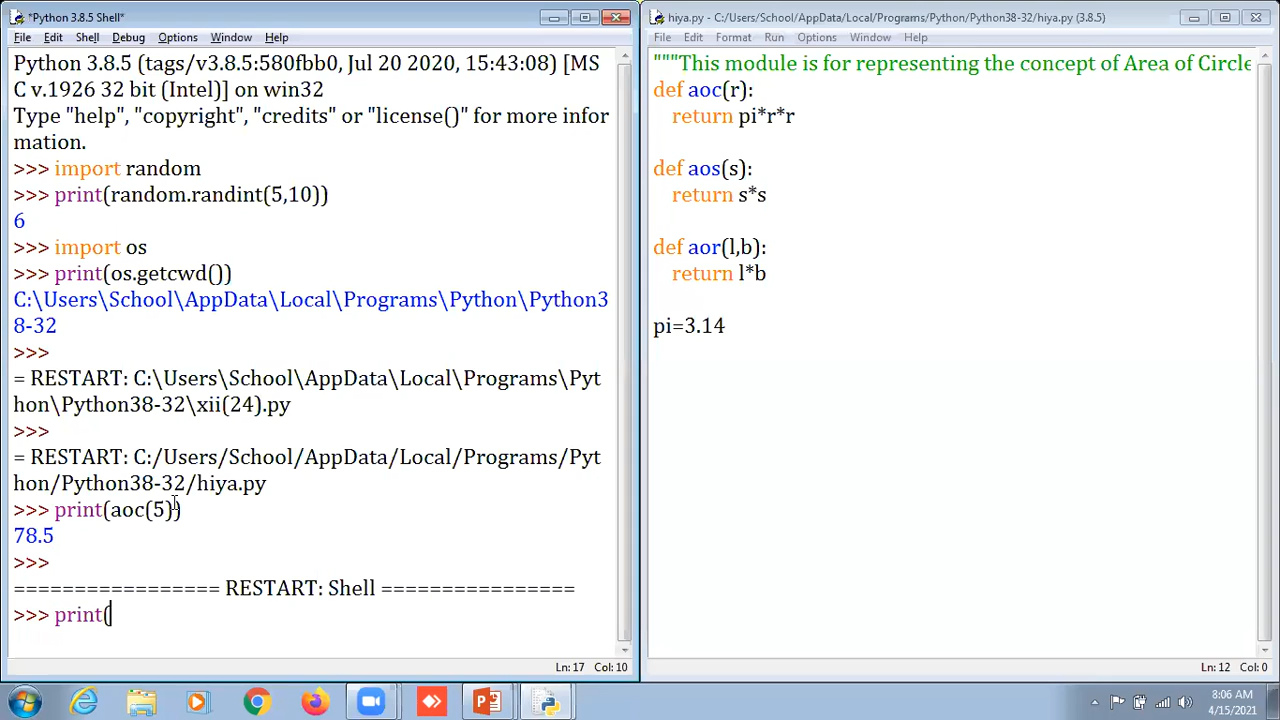 *Python 3.8.5 Shell*
File Edit Shell Debug Options Window Help
Python 3.8.5 (tags/v3.8.5:580fbb0, Jul 20 2020, 15:43:08) [MS
C v.1926 32 bit (Intel)] on win32
Type "help", "copyright", "credits" or "license()" for more infor
mation.
>>> import random
>>> print(random.randint(5,10))
6
>>> import os
>>> print(os.getcwd())
C:\Users\School\AppData\Local\Programs\Python\Python3
8-32
>>>
= RESTART: C:\Users\School\AppData\Local\Programs\Pyt
hon\Python38-32\xii(24).py
>>>
= RESTART: C:/Users/School/AppData/Local/Programs/Pyt
hon/Python38-32/hiya.py
>>> print(aoc(5))
78.5
>>>
================= RESTART: Shell ================
>>> print(
Ln: 17 Col: 10
hiya.py - C:/Users/School/AppData/Local/Programs/Python/Python38-32/hiya.py (3.8.5)
File Edit Format Run Options Window Help
"""This module is for representing the concept of Area of Circle
def aoc(r):
return pi*r*r
def aos(s):
return s*s
def aor(l,b):
return l*b
pi=3.14
Ln: 12 Col: 0
8:06 AM
4/15/2021